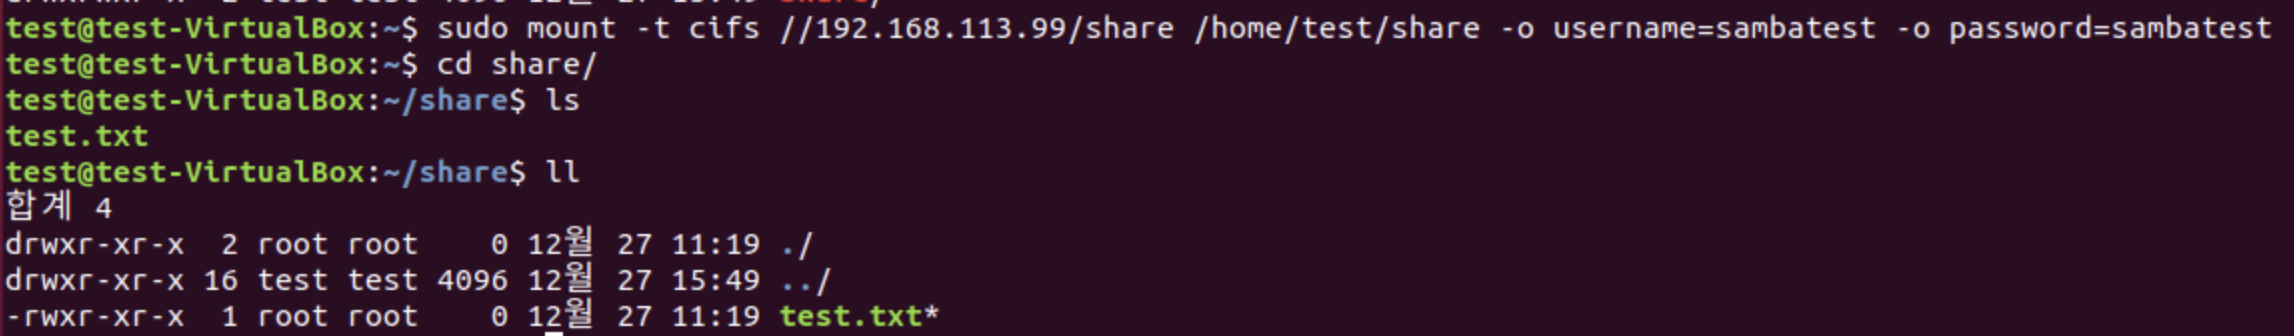 test@test-VirtualBox:~$ sudo mount -t cifs //192.168.113.99/share /home/test/share -o username=sambatest -o password=sambatest
test@test-VirtualBox:~$ cd share/
test@test-VirtualBox:~/share$ ls
test.txt
test@test-VirtualBox:~/share$ ll
합계 4
drwxr-xr-x  2 root root    0 12월 27 11:19 ./
drwxr-xr-x 16 test test 4096 12월 27 15:49 ../
-rwxr-xr-x  1 root root    0 12월 27 11:19 test.txt*